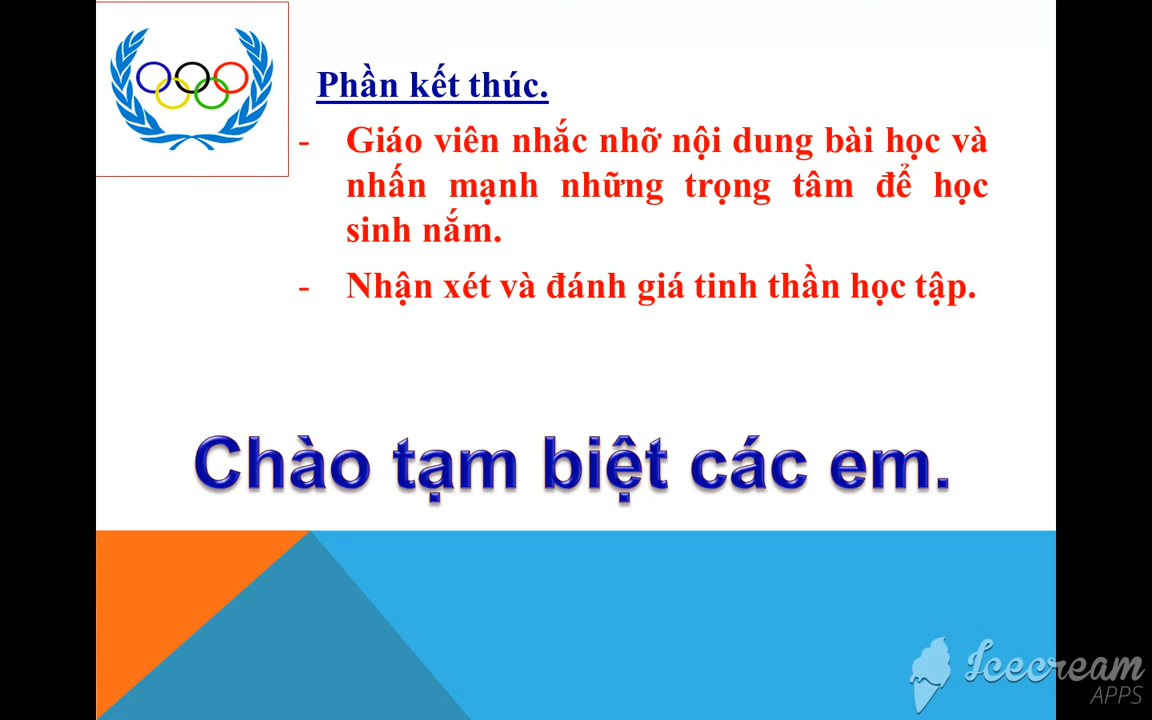 Phần kết thúc.
- Giáo viên nhắc nhỡ nội dung bài học và
nhấn mạnh những trọng tâm để học
sinh nắm.
- Nhận xét và đánh giá tinh thần học tập.
Chào tạm biệt các em.
Icecream
APPS